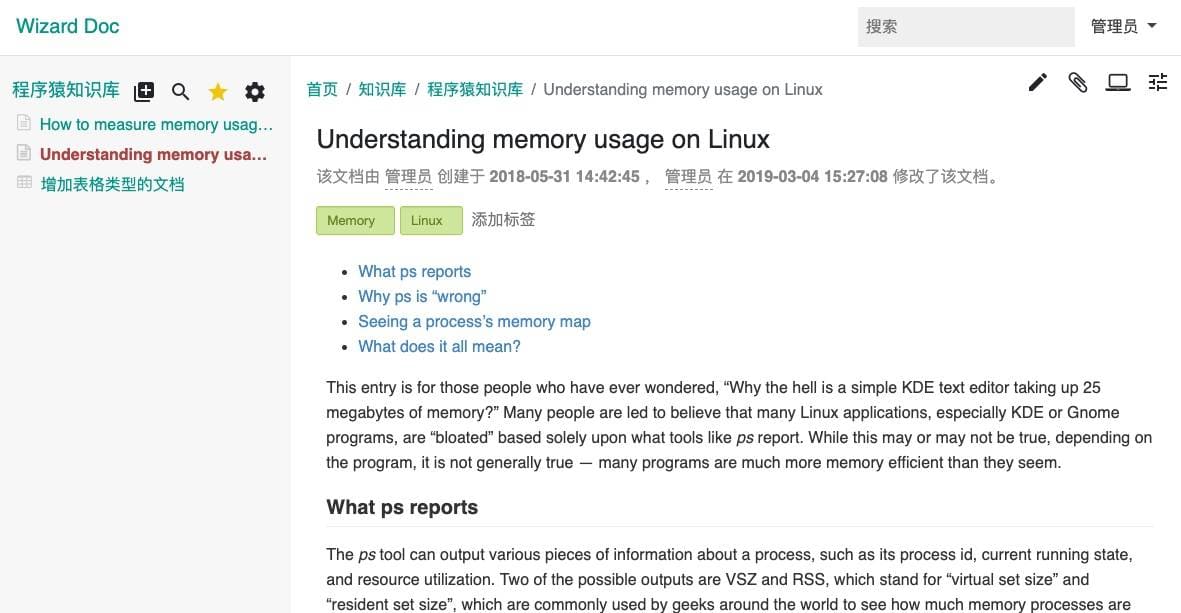 Wizard Doc
搜索
管理员
程序猿知识库
How to measure memory usag...
Understanding memory usa...
增加表格类型的文档
首页 / 知识库 / 程序猿知识库 / Understanding memory usage on Linux
Understanding memory usage on Linux
该文档由 管理员 创建于 2018-05-31 14:42:45 ， 管理员 在 2019-03-04 15:27:08 修改了该文档。
Memory Linux 添加标签
• What ps reports
• Why ps is “wrong”
• Seeing a process’s memory map
• What does it all mean?
This entry is for those people who have ever wondered, “Why the hell is a simple KDE text editor taking up 25
megabytes of memory?” Many people are led to believe that many Linux applications, especially KDE or Gnome
programs, are “bloated” based solely upon what tools like ps report. While this may or may not be true, depending on
the program, it is not generally true — many programs are much more memory efficient than they seem.
What ps reports
The ps tool can output various pieces of information about a process, such as its process id, current running state,
and resource utilization. Two of the possible outputs are VSZ and RSS, which stand for “virtual set size” and
“resident set size”, which are commonly used by geeks around the world to see how much memory processes are